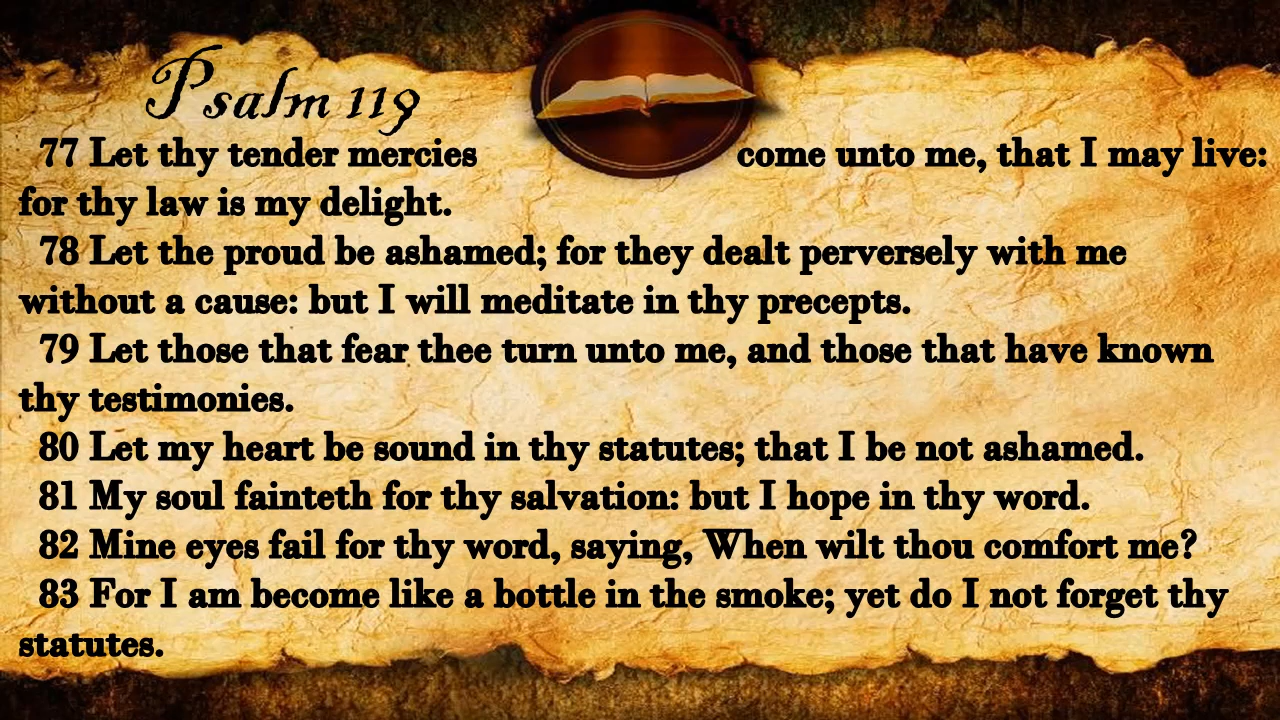 Psalm 119
77 Let thy tender mercies come unto me, that I may live:
for thy law is my delight.
78 Let the proud be ashamed; for they dealt perversely with me
without a cause: but I will meditate in thy precepts.
79 Let those that fear thee turn unto me, and those that have known
thy testimonies.
80 Let my heart be sound in thy statutes; that I be not ashamed.
81 My soul fainteth for thy salvation: but I hope in thy word.
82 Mine eyes fail for thy word, saying, When wilt thou comfort me?
83 For I am become like a bottle in the smoke; yet do I not forget thy
statutes.